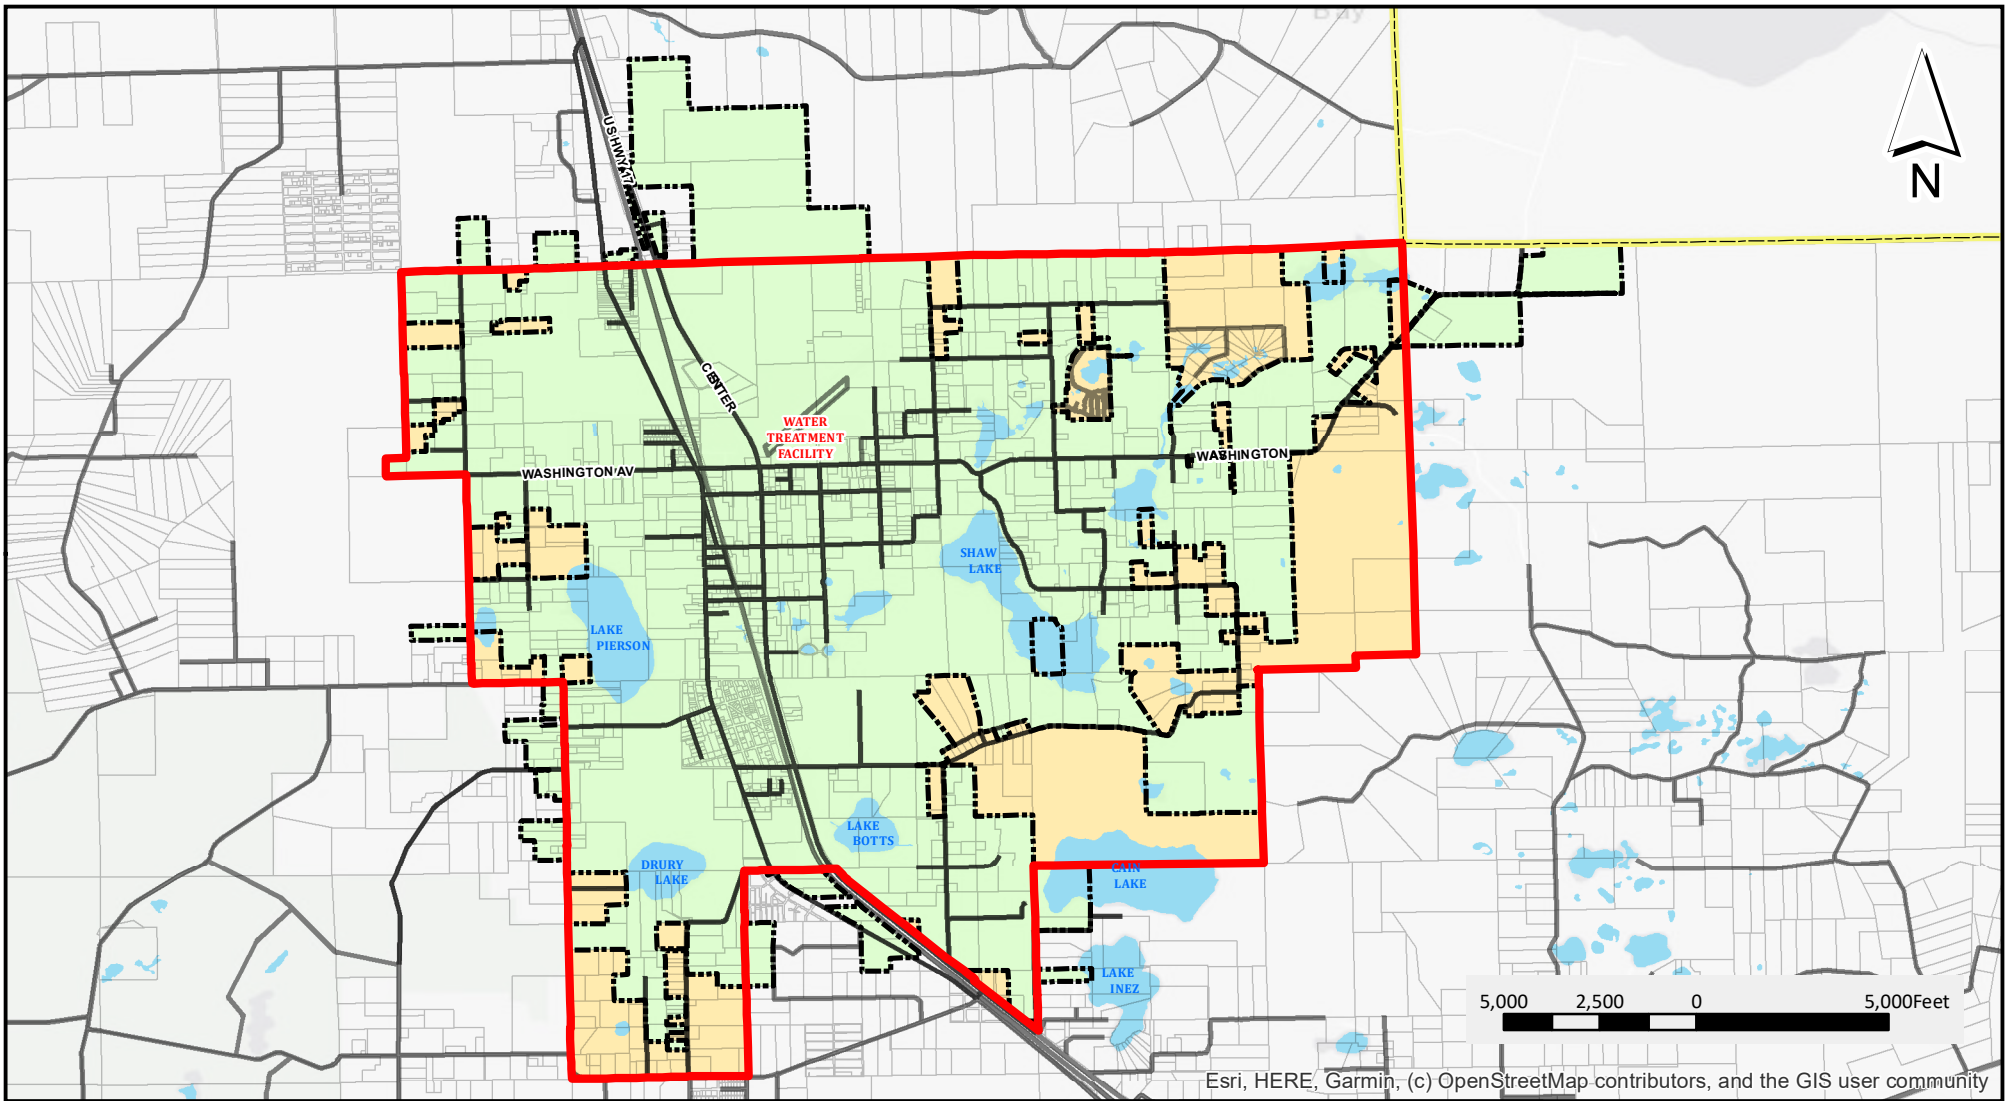 Bay
N
US HWY 17
CENTER
WATER
TREATMENT
FACILITY
WASHINGTON AV
WASHINGTON
SHAW
LAKE
LAKE
PIERSON
LAKE
BOTTS
DRURY
LAKE
CAIN
LAKE
LAKE
INEZ
5,000 2,500 0 5,000Feet
Esri, HERE, Garmin, (c) OpenStreetMap contributors, and the GIS user community